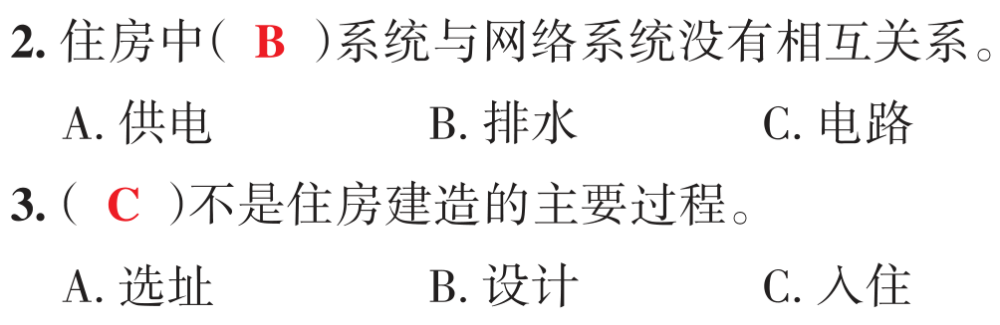 2. 住房中( B )系统与网络系统没有相互关系。
A. 供电 B. 排水 C. 电路
3. ( C )不是住房建造的主要过程。
A. 选址 B. 设计 C. 入住